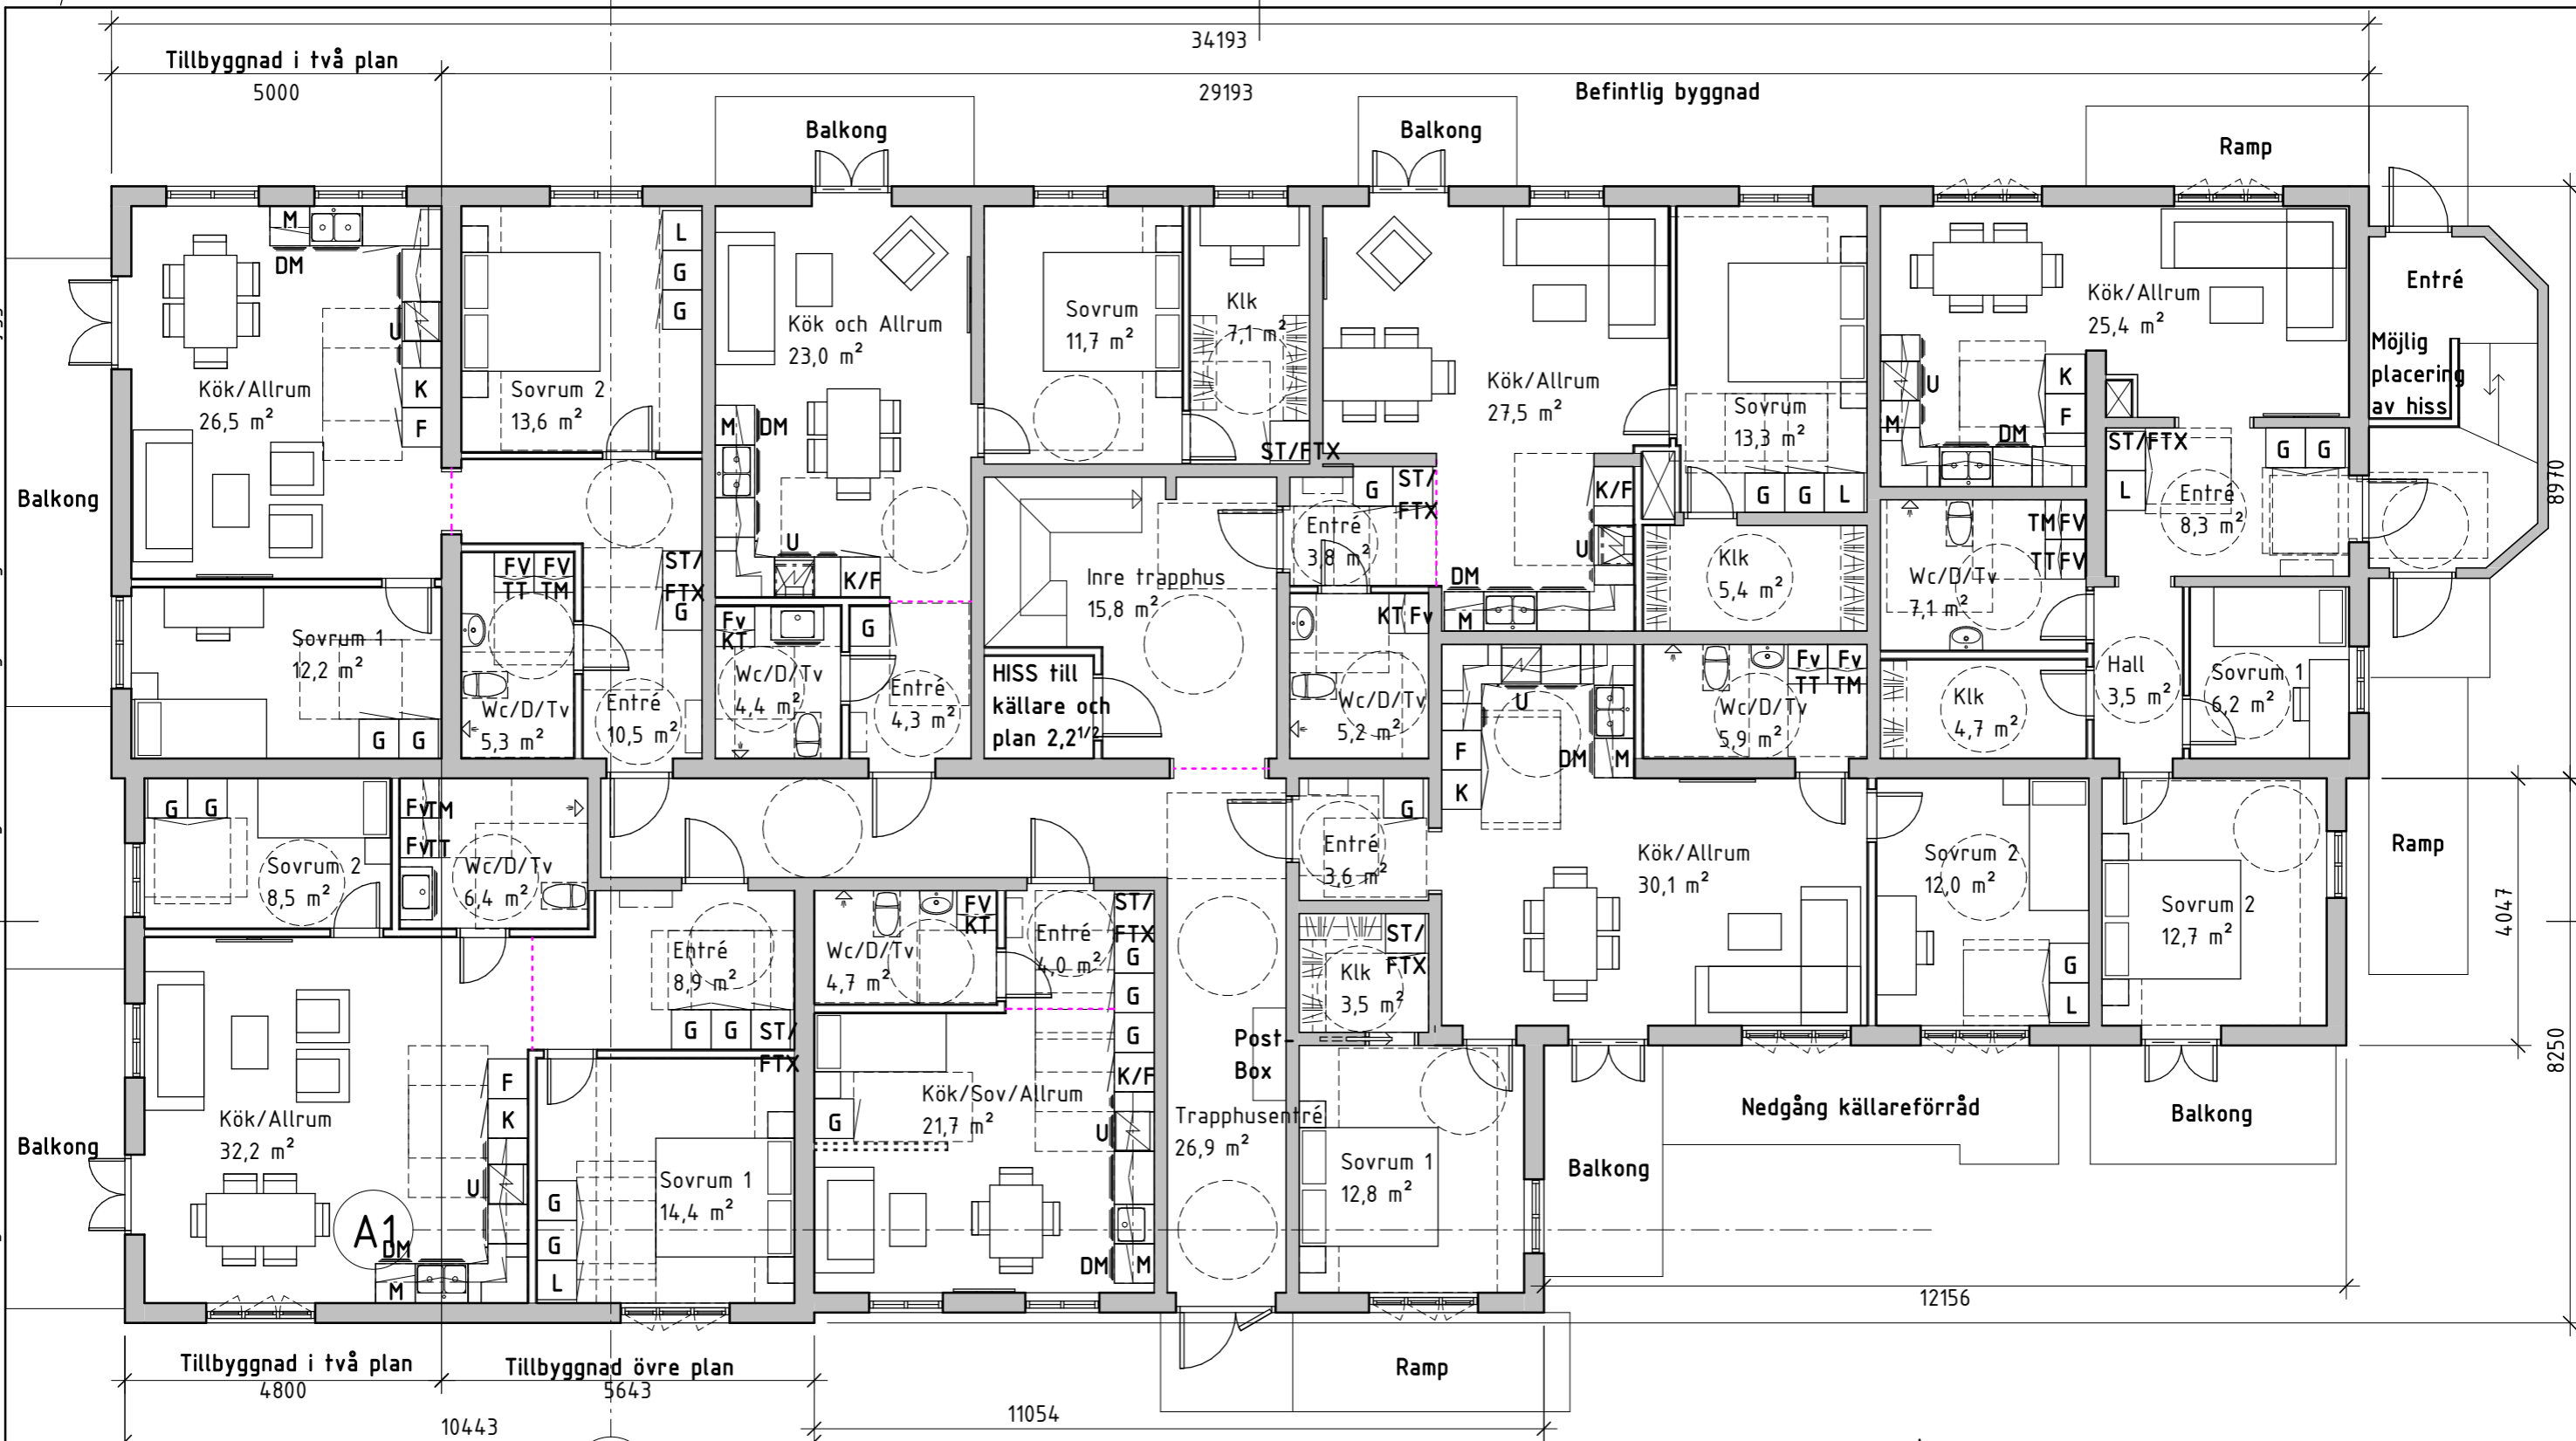 34193
Tillbyggnad i två plan
5000
29193
Befintlig byggnad
Balkong
Balkong
Ramp
M
DM
U
K
F
Kök/Allrum
26,5 m²
Balkong
L
G
G
Sovrum 2
13,6 m²
Kök och Allrum
23,0 m²
M
DM
U
K/F
Sovrum
11,7 m²
Klk
7,1 m²
ST/FTX
Kök/Allrum
27,5 m²
K/F
U
DM
M
Sovrum
13,3 m²
G
G
L
Kök/Allrum
25,4 m²
U
M
DM
K
F
Entré
Möjlig
placering
av hiss
ST/FTX
L
G
G
Entré
8,3 m²
8970
Sovrum 1
12,2 m²
G
G
FV
FV
TT
TM
Wc/D/Tv
5,3 m²
ST/
FTX
G
Entré
10,5 m²
Fv
KT
Wc/D/Tv
4,4 m²
G
Entré
4,3 m²
Inre trapphus
15,8 m²
HISS till
källare och
plan 2,2 1/2
G
ST/
FTX
Entré
3,8 m²
KT
Fv
Wc/D/Tv
5,2 m²
Klk
5,4 m²
TM
FV
TT
FV
Wc/D/Tv
7,1 m²
Klk
4,7 m²
Hall
3,5 m²
Sovrum 1
6,2 m²
F
K
U
DM
M
Fv
Fv
TT
TM
Wc/D/Tv
5,9 m²
G
G
Sovrum 2
8,5 m²
Fv
TM
Fv
TT
Wc/D/Tv
6,4 m²
Entré
8,9 m²
G
G
ST/
FTX
Wc/D/Tv
4,7 m²
FV
KT
Entré
4,0 m²
ST/
FTX
G
G
G
K/F
U
DM
M
Entré
3,6 m²
G
Klk
3,5 m²
ST/
FTX
Kök/Allrum
30,1 m²
Sovrum 2
12,0 m²
G
L
Sovrum 2
12,7 m²
Ramp
4047
8250
Balkong
Kök/Allrum
32,2 m²
F
K
U
DM
M
A1
G
G
L
Sovrum 1
14,4 m²
G
Kök/Sov/Allrum
21,7 m²
Post-
Box
Trapphusentré
26,9 m²
Sovrum 1
12,8 m²
Balkong
Nedgång källareförråd
Balkong
12156
Tillbyggnad i två plan
4800
Tillbyggnad övre plan
5643
10443
11054
Ramp